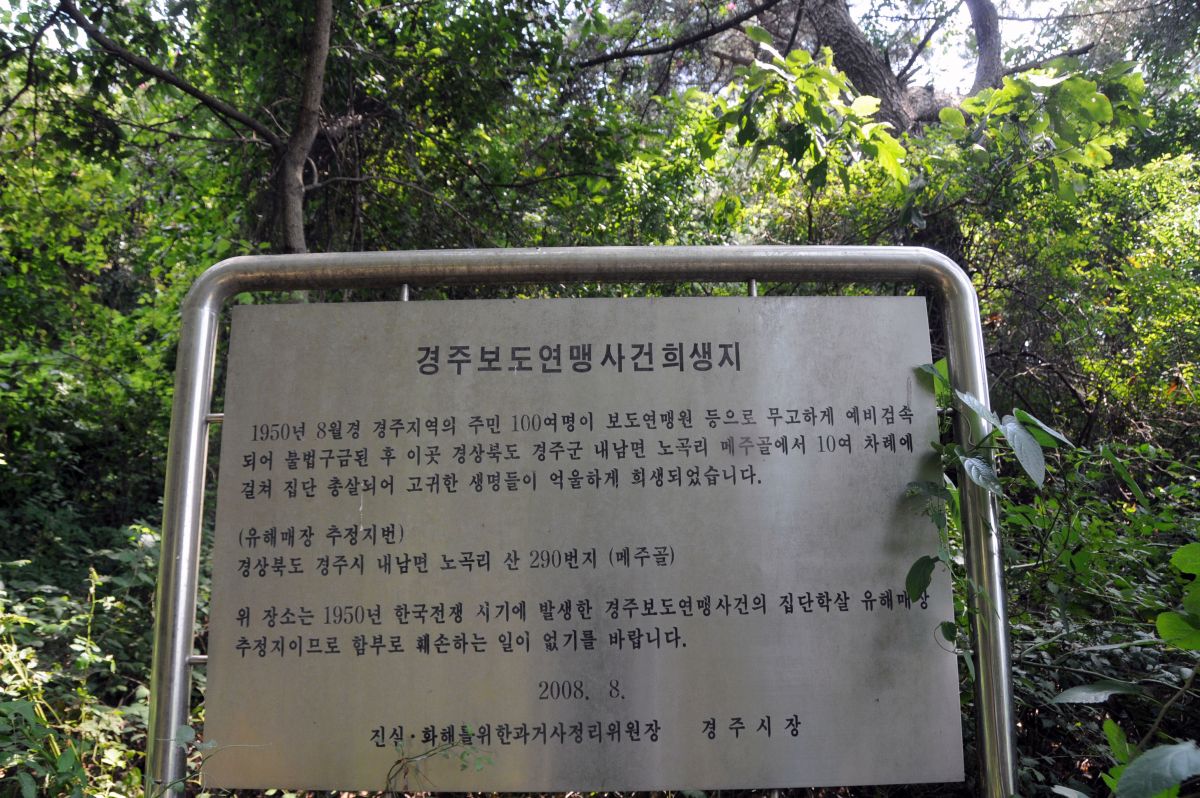 경주보도연맹사건희생지
1950년 8월경 경주지역의 주민 100여명이 보도연맹원 등으로 무고하게 예비검속
되어 불법구금된 후 이곳 경상북도 경주군 내남면 노곡리 메주골에서 10여 차례에
걸쳐 집단 총살되어 고귀한 생명들이 억울하게 희생되었습니다.
(유해매장 추정지번)
경상북도 경주시 내남면 노곡리 산 290번지 (메주골)
위 장소는 1950년 한국전쟁 시기에 발생한 경주보도연맹사건의 집단학살 유해매장
추정지이므로 함부로 훼손하는 일이 없기를 바랍니다.
2008. 8.
진실·화해를위한과거사정리위원장 경주시장